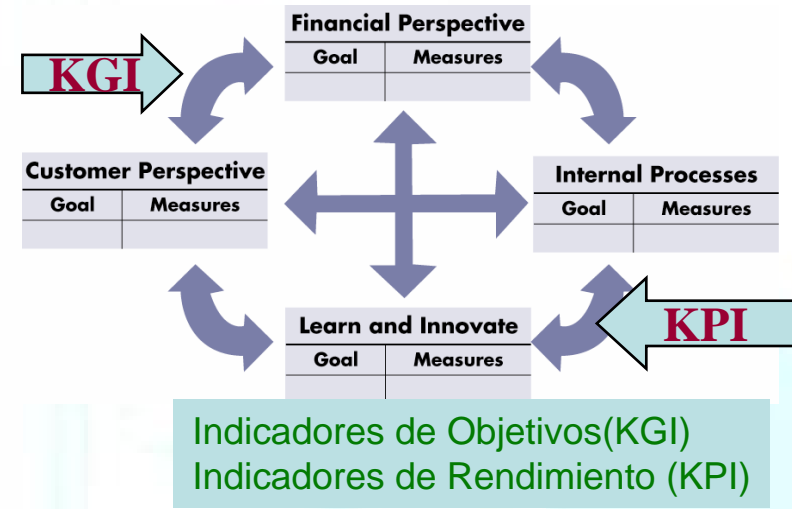 Financial Perspective
Goal Measures
KGI
Customer Perspective
Goal Measures
Internal Processes
Goal Measures
Learn and Innovate
Goal Measures
KPI
Indicadores de Objetivos(KGI)
Indicadores de Rendimiento (KPI)